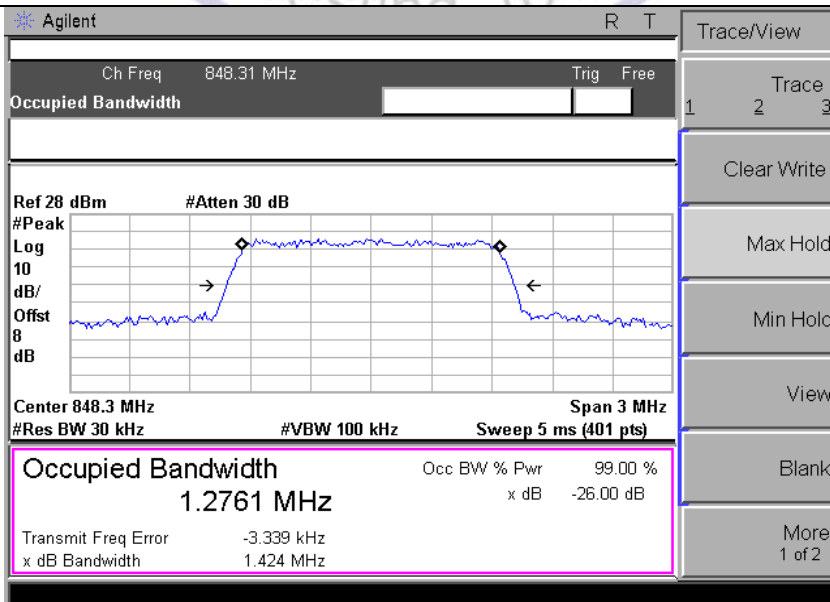 Agilent R T
Ch Freq 848.31 MHz Trig Free
Occupied Bandwidth
Ref 28 dBm #Atten 30 dB
#Peak
Log
10
dB/
Offst
8
dB
Center 848.3 MHz Span 3 MHz
#Res BW 30 kHz #VBW 100 kHz Sweep 5 ms (401 pts)
Occupied Bandwidth
1.2761 MHz
Occ BW % Pwr 99.00 %
x dB -26.00 dB
Transmit Freq Error -3.339 kHz
x dB Bandwidth 1.424 MHz
Trace/View
Trace
1 2 3
Clear Write
Max Hold
Min Hold
View
Blank
More
1 of 2